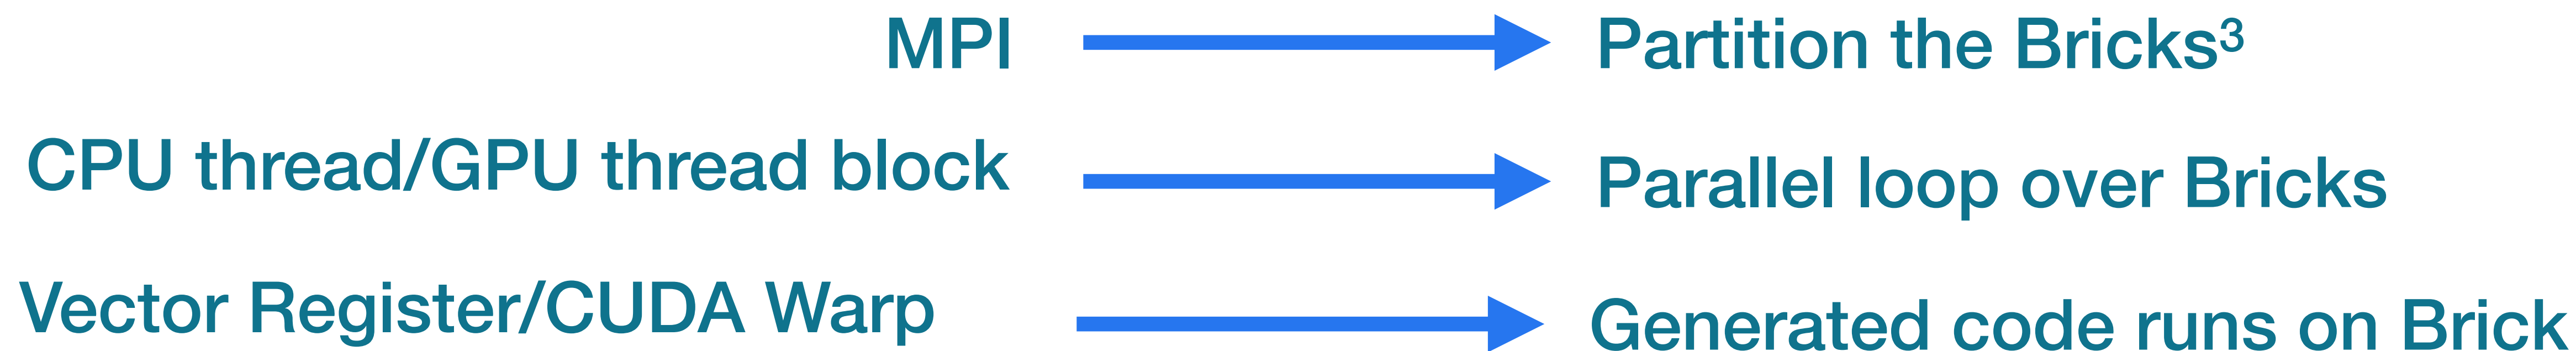 MPI Partition the Bricks³
CPU thread/GPU thread block Parallel loop over Bricks
Vector Register/CUDA Warp Generated code runs on Brick